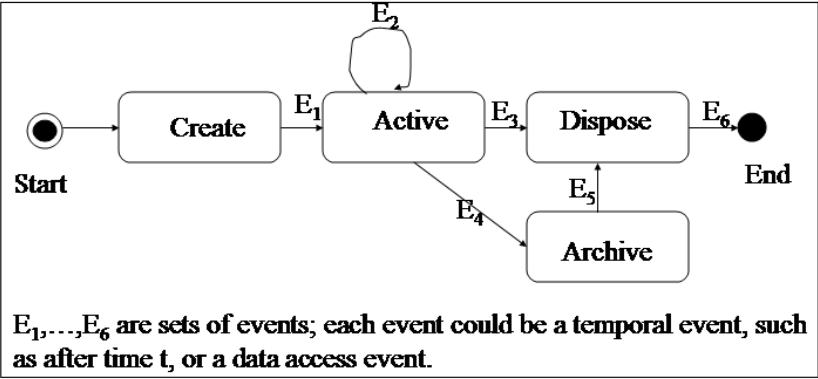 E2
Create
E1
Active
E3
Dispose
E6
Start
End
E4
E5
Archive
E1,...,E6 are sets of events; each event could be a temporal event, such
as after time t, or a data access event.